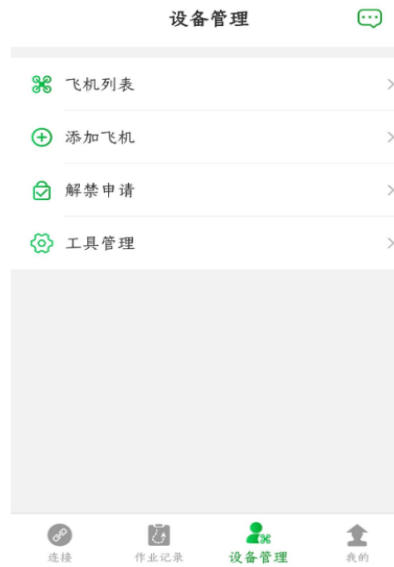 设备管理
飞机列表
添加飞机
解禁申请
工具管理
连接
作业记录
设备管理
我的